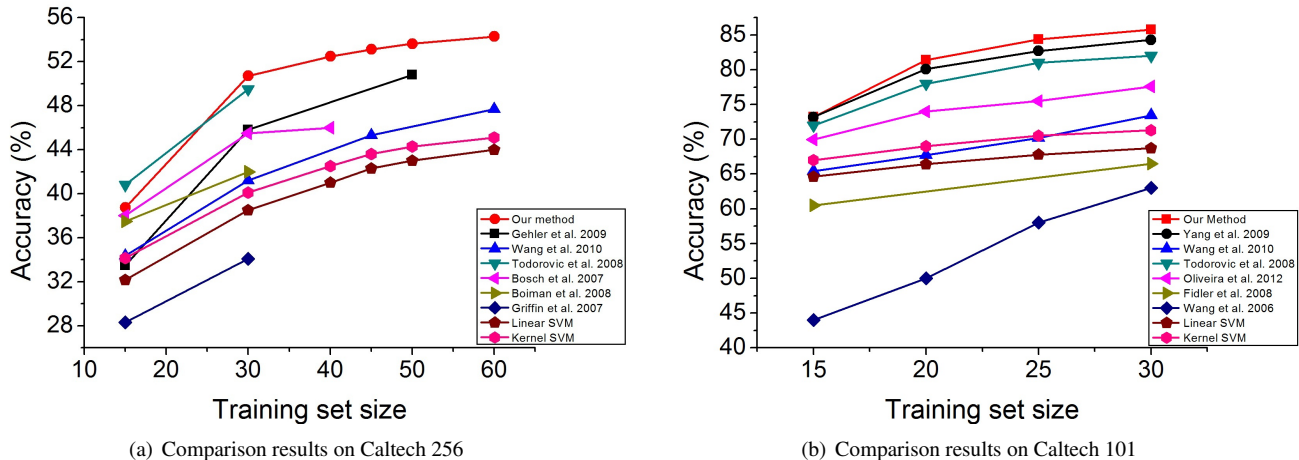 56
52
48
44
40
36
32
28
Accuracy (%)
10 20 30 40 50 60
Training set size
Our method
Gehler et al. 2009
Wang et al. 2010
Todorovic et al. 2008
Bosch et al. 2007
Boiman et al. 2008
Griffin et al. 2007
Linear SVM
Kernel SVM
(a) Comparison results on Caltech 256
85
80
75
70
65
60
55
50
45
40
Accuracy (%)
15 20 25 30
Training set size
Our Method
Yang et al. 2009
Wang et al. 2010
Todorovic et al. 2008
Oliveira et al. 2012
Fidler et al. 2008
Wang et al. 2006
Linear SVM
Kernel SVM
(b) Comparison results on Caltech 101